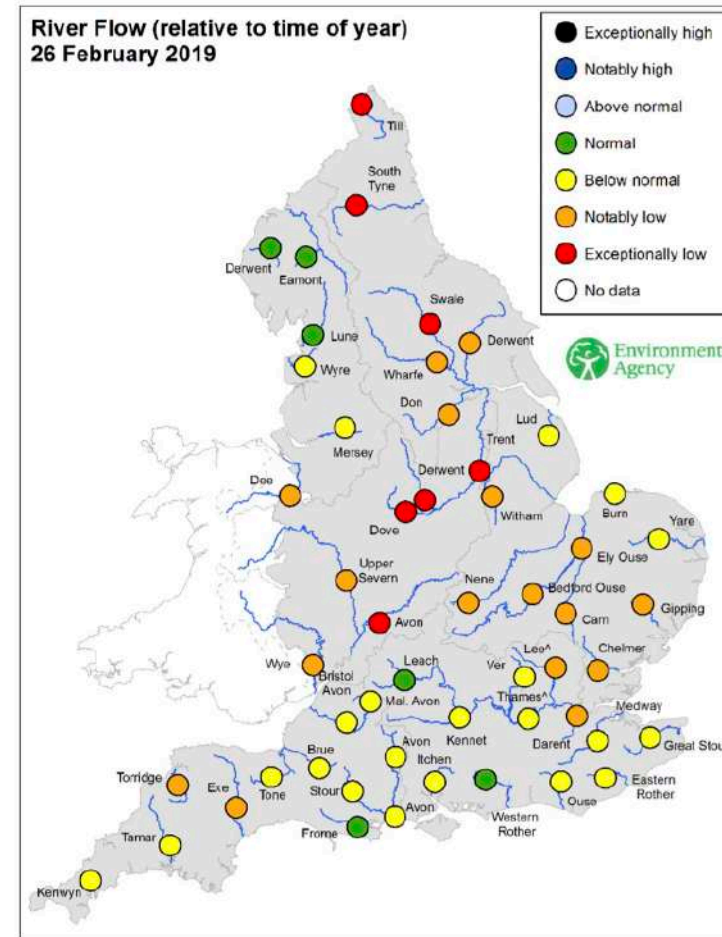 River Flow (relative to time of year)
26 February 2019
Exceptionally high
Notably high
Above normal
Normal
Below normal
Notably low
Exceptionally low
No data
Environment
Agency
Till
South
Tyne
Derwent
Eamont
Swale
Lune
Derwent
Wyre
Wharfe
Don
Lud
Mersey
Trent
Derwent
Dee
Witham
Burn
Dove
Yare
Ely Ouse
Upper
Severn
Nene
Bedford Ouse
Gipping
Cam
Avon
Leach
Lee^
Chelmer
Wye
Ver
Bristol
Avon
Thames^
Mal. Avon
Medway
Kennet
Avon
Darent
Great Stour
Brue
Itchen
Torridge
Exe
Tone
Stour
Eastern
Rother
Ouse
Avon
Western
Rother
Frome
Tamar
Kenwyn